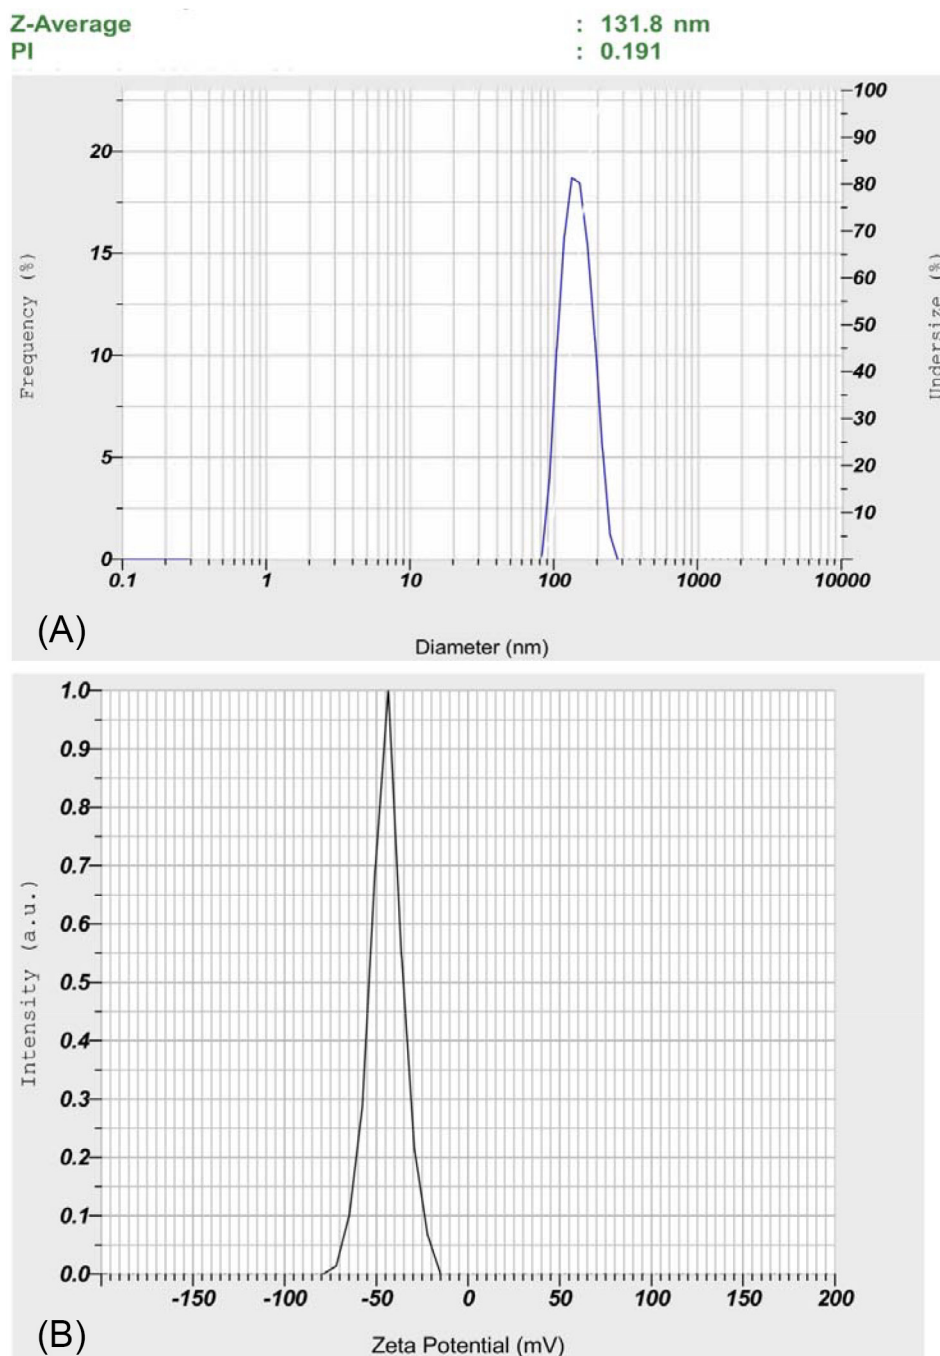 Z-Average : 131.8 nm
PI : 0.191
100
90
20
80
70
15
60
Frequency (%)
Undersize (%)
50
10
40
30
5
20
10
0
0.1 1 10 100 1000 10000
(A)
Diameter (nm)
1.0
0.9
0.8
0.7
0.6
Intensity (a.u.)
0.5
0.4
0.3
0.2
0.1
0.0
-150 -100 -50 0 50 100 150 200
(B)
Zeta Potential (mV)